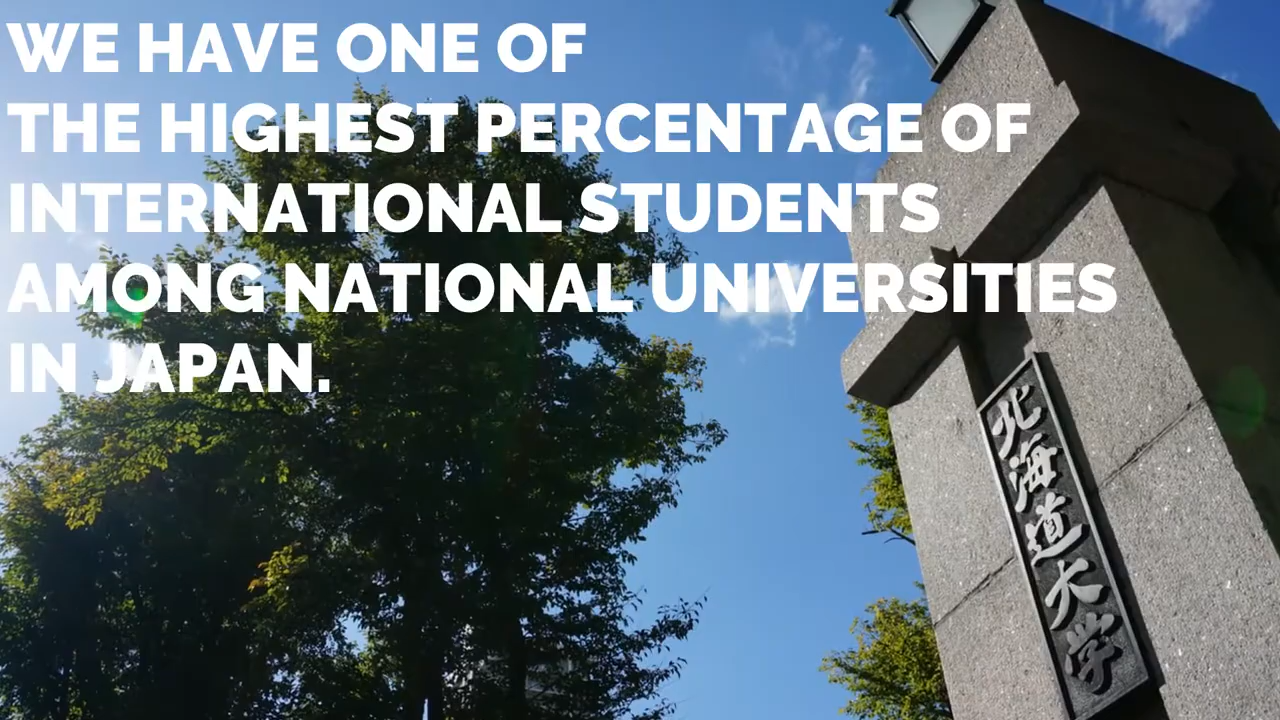 WE HAVE ONE OF
THE HIGHEST PERCENTAGE OF
INTERNATIONAL STUDENTS
AMONG NATIONAL UNIVERSITIES
IN JAPAN.
北海道大学